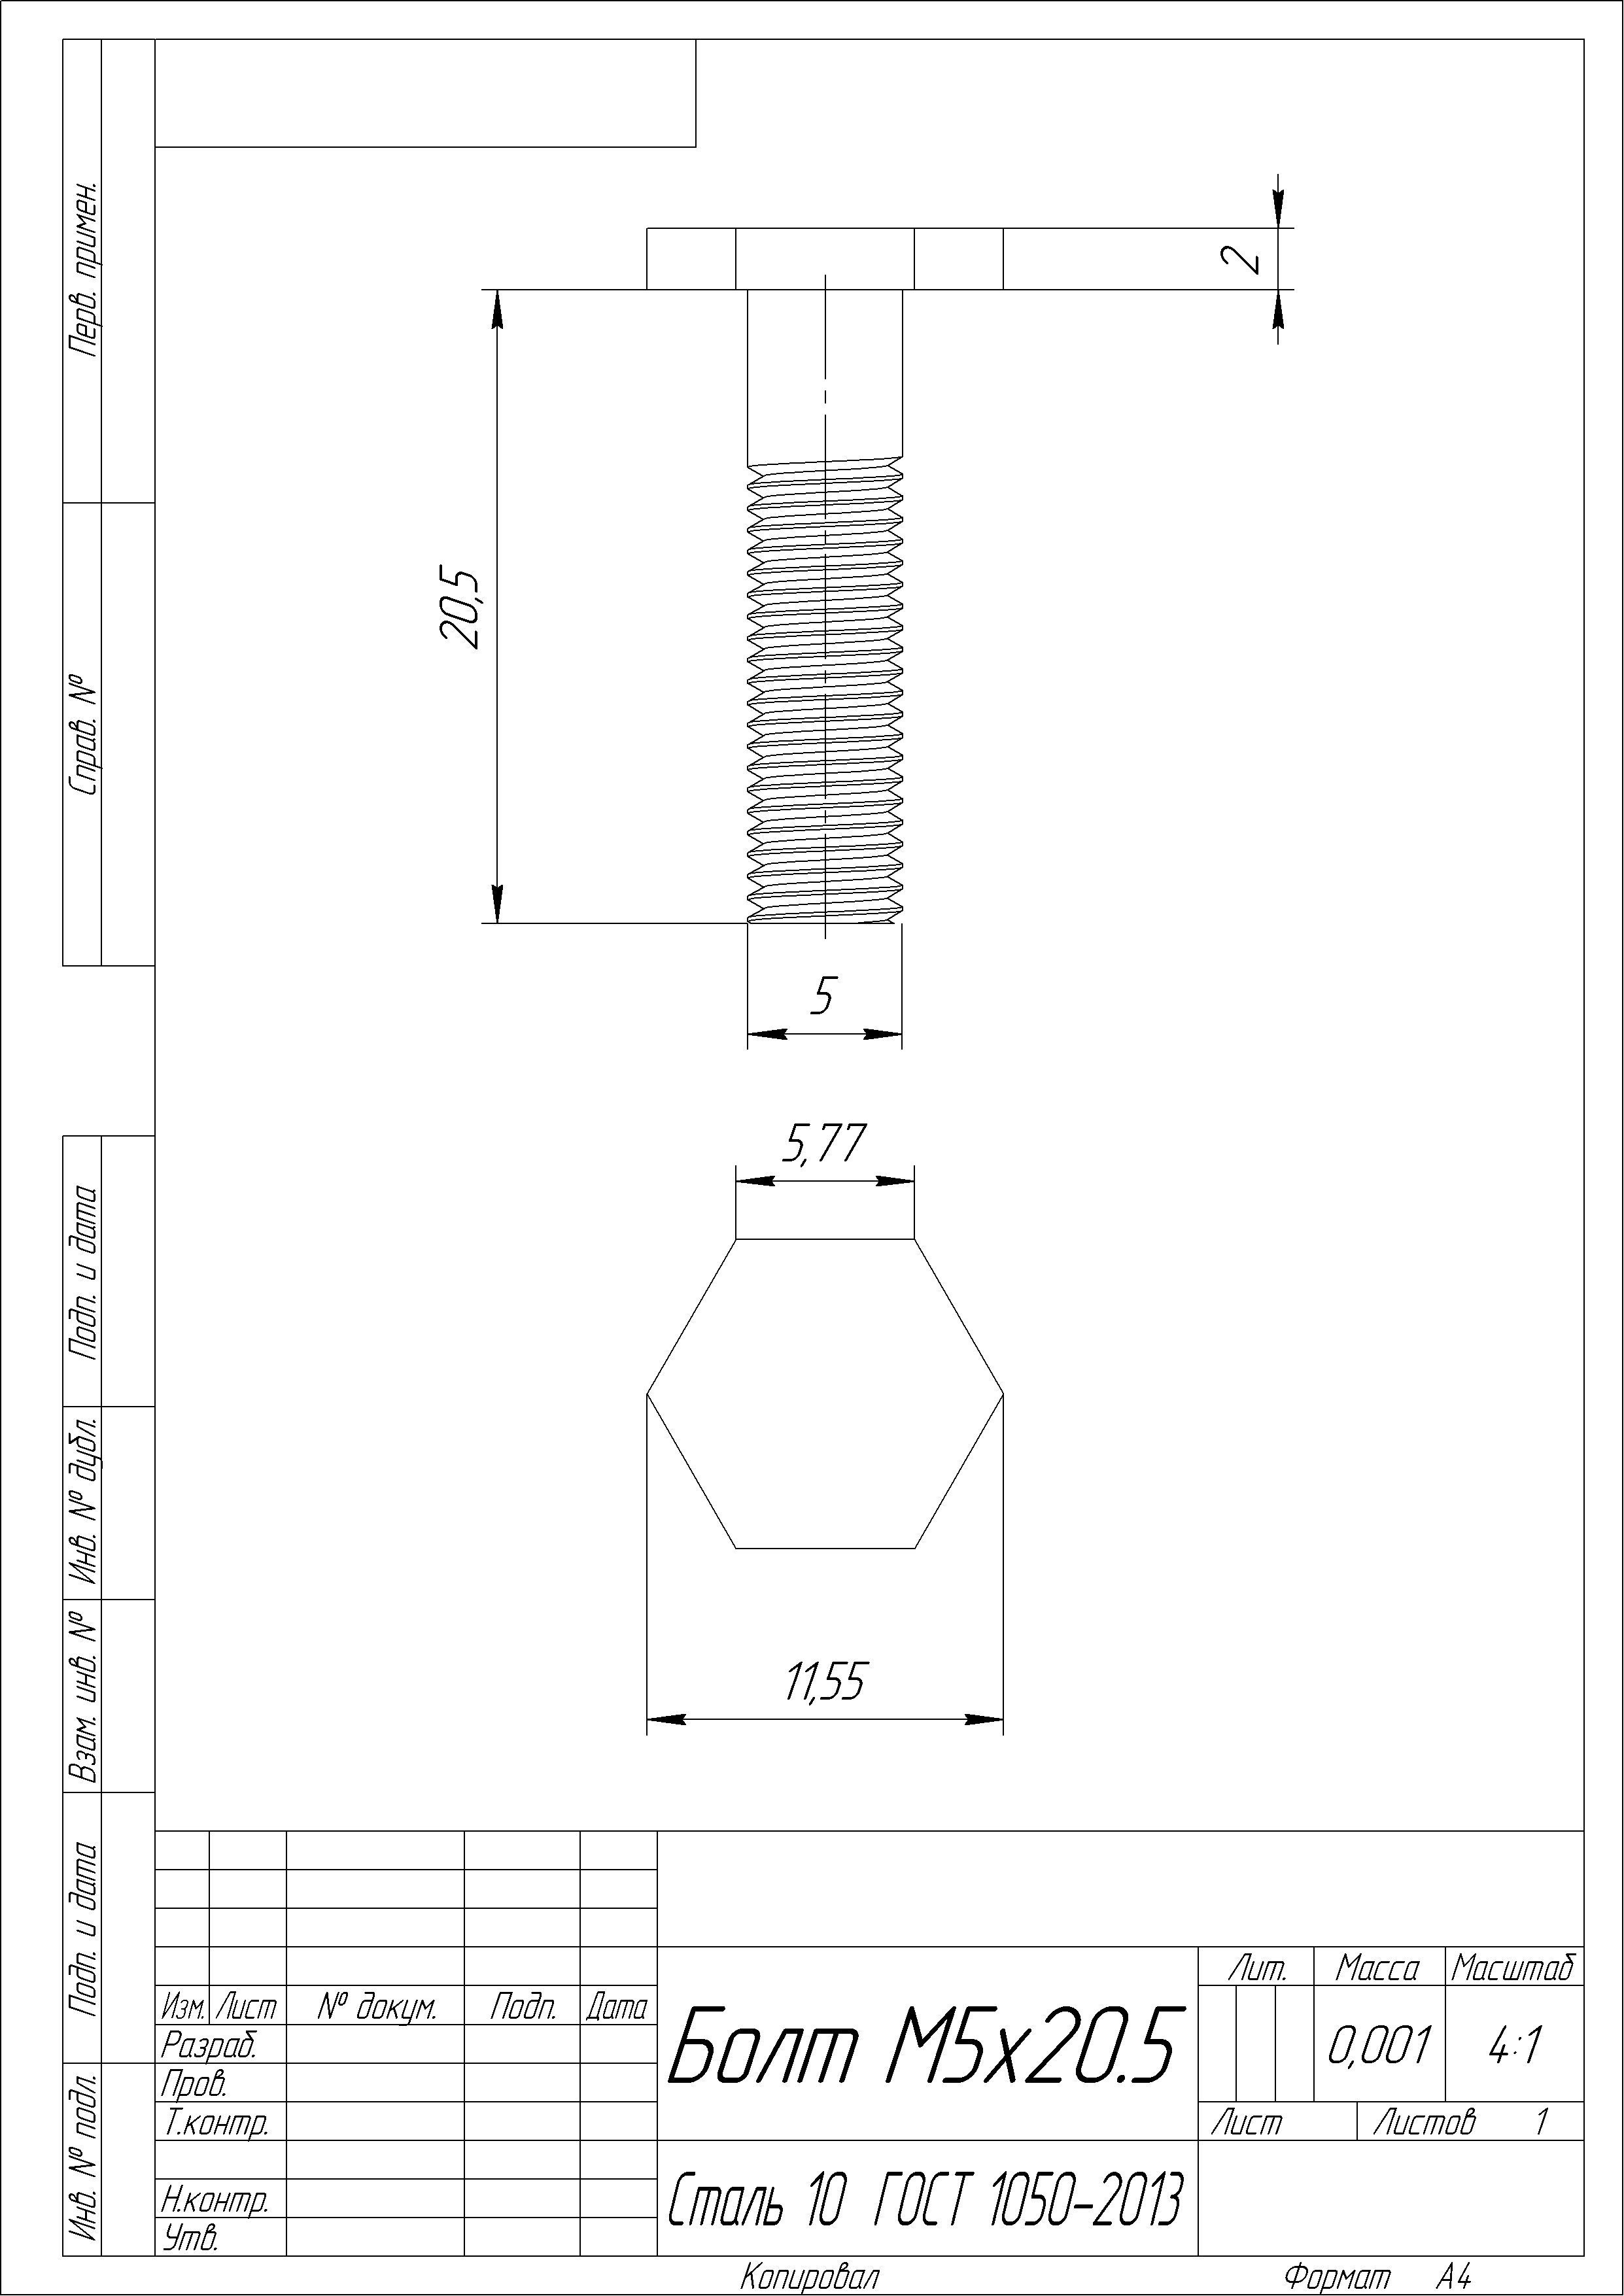 Перв. примен.
Справ. №
Подп. и дата
Инв. № дубл.
Взам. инв. №
Подп. и дата
Инв. № подл.
2
20,5
5
5,77
11,55
Изм. Лист № докум. Подп. Дата
Разраб.
Пров.
Т.контр.
Н.контр.
Утв.
Болт М5х20.5
Сталь 10 ГОСТ 1050-2013
Лит. Масса Масштаб
0,001 4:1
Лист Листов 1
Копировал Формат А4